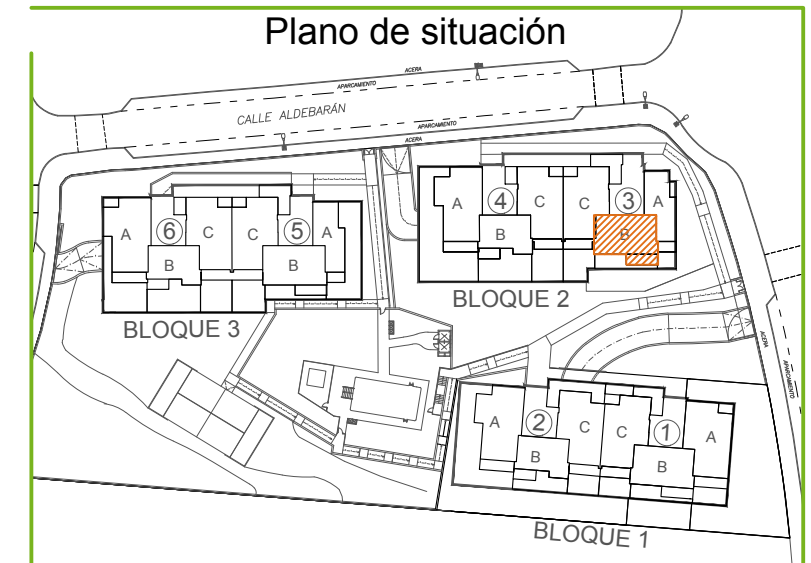 Plano de situación
ACERA
APARCAMIENTO
CALLE ALDEBARÁN
APARCAMIENTO
ACERA
A 6 C C 5 A
B B
BLOQUE 3
A 4 C C 3 A
B B
BLOQUE 2
ACERA
APARCAMIENTO
A 2 C C 1 A
B B
BLOQUE 1